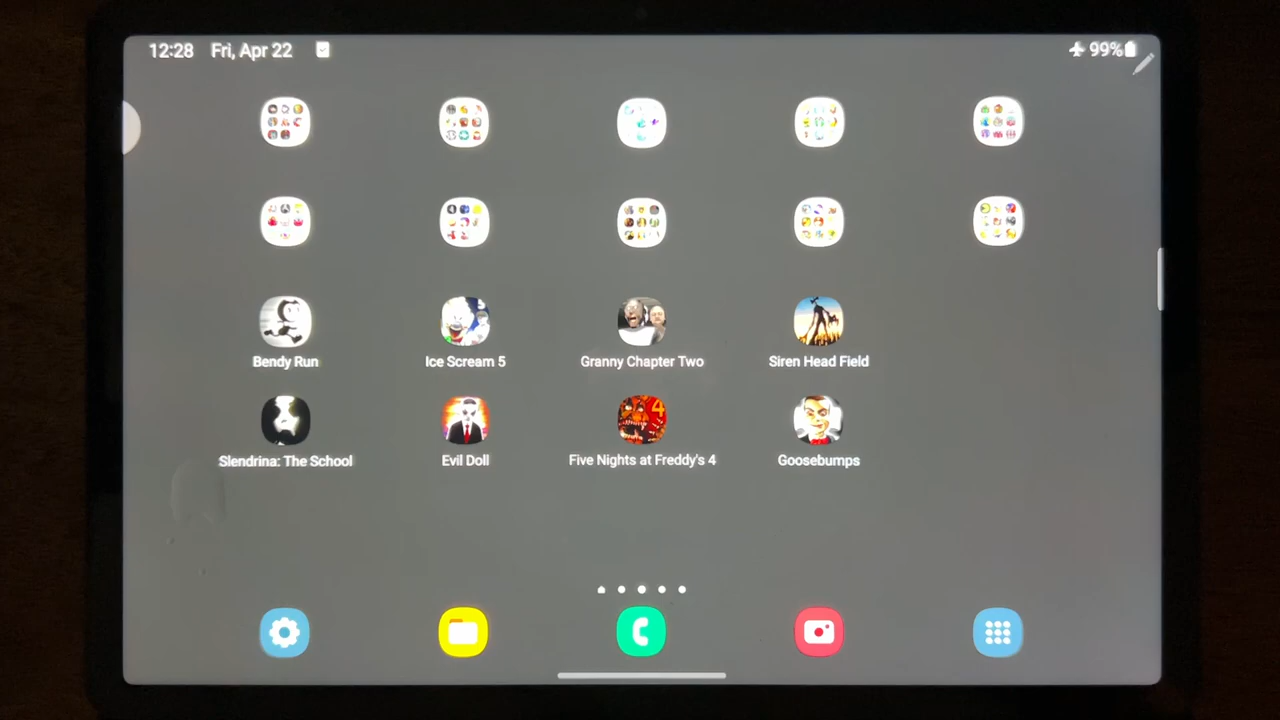 12:28 Fri, Apr 22 99%
Bendy Run Ice Scream 5 Granny Chapter Two Siren Head Field
4
Slendrina: The School Evil Doll Five Nights at Freddy's 4 Goosebumps